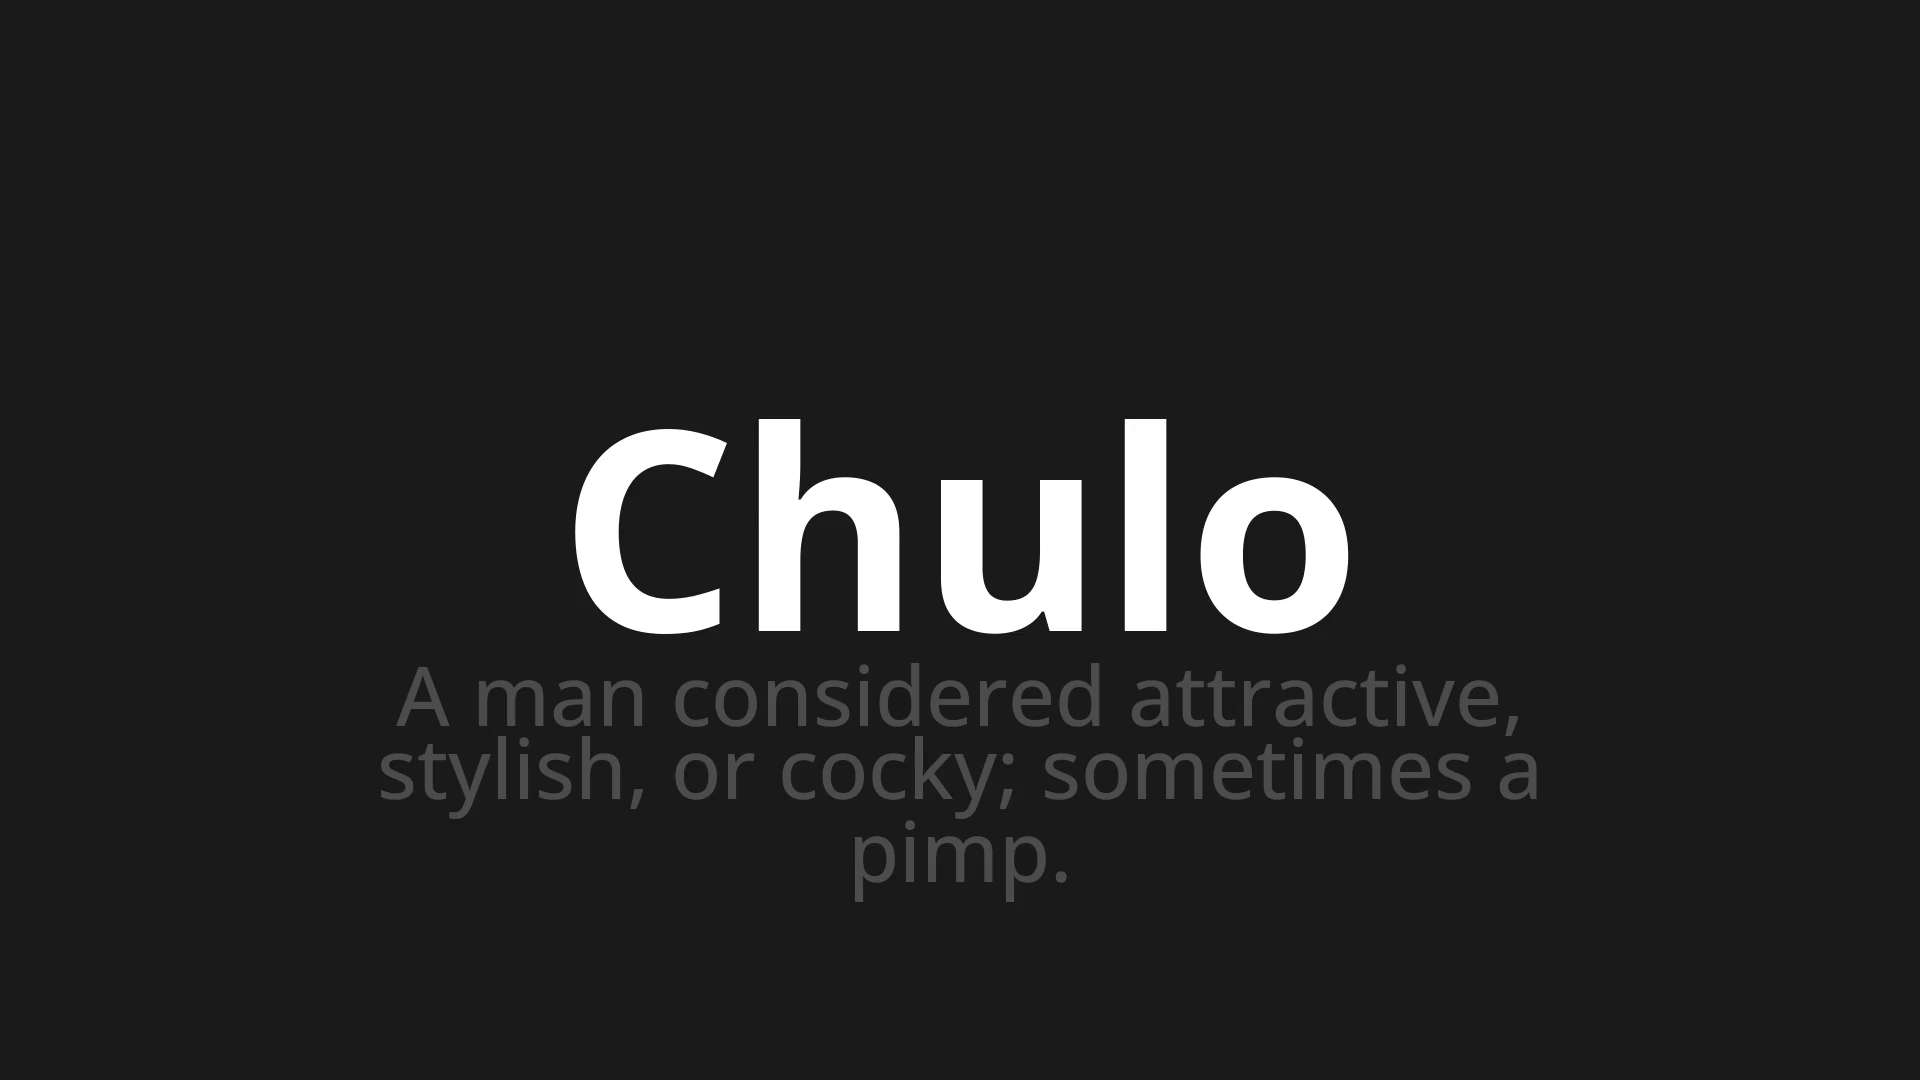 Chulo
A man considered attractive,
stylish, or cocky; sometimes a
pimp.